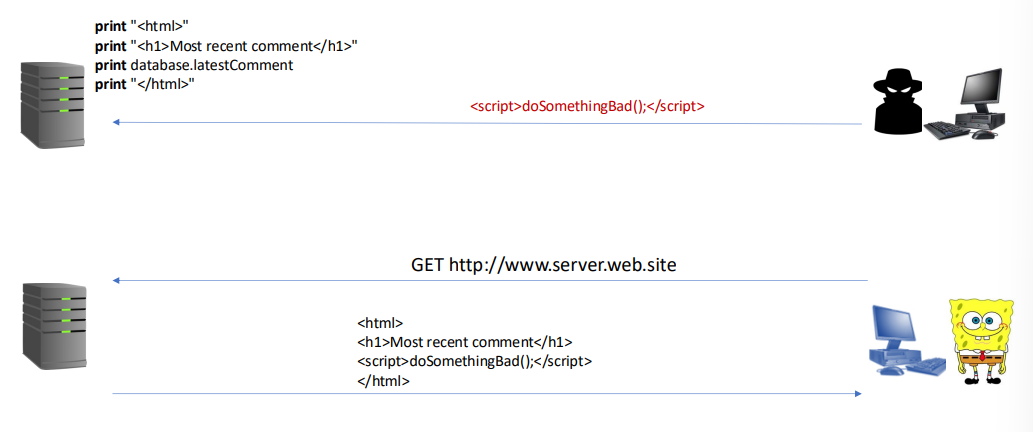 print "<html>"
print "<h1>Most recent comment</h1>"
print database.latestComment
print "</html>"
<script>doSomethingBad();</script>
GET http://www.server.web.site
<html>
<h1>Most recent comment</h1>
<script>doSomethingBad();</script>
</html>